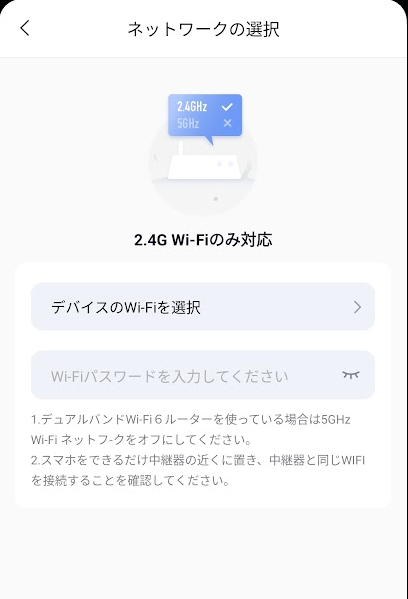 ネットワークの選択
2.4GHz
5GHz
2.4G Wi-Fiのみ対応
デバイスのWi-Fiを選択
Wi-Fiパスワードを入力してください
1.デュアルバンドWi-Fi６ルーターを使っている場合は5GHz
Wi-Fi ネットフ-クをオフにしてください。
2.スマホをできるだけ中継器の近くに置き、中継器と同じWIFI
を接続することを確認してください。